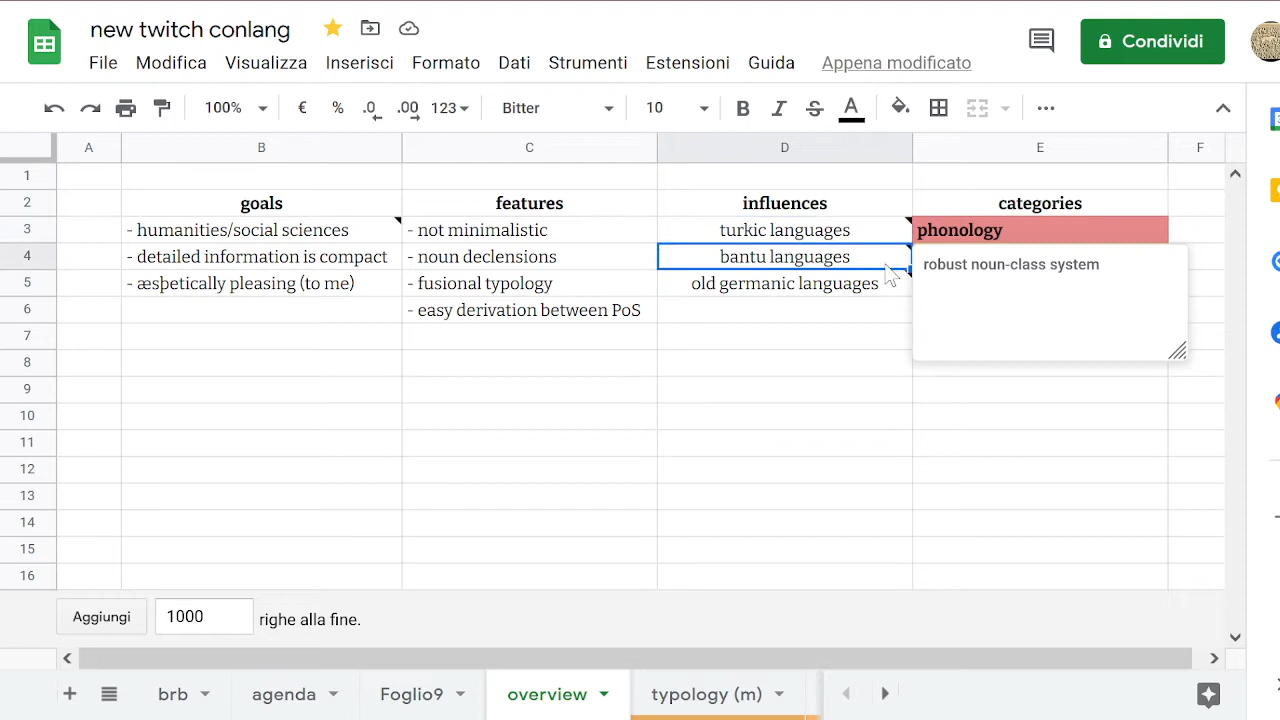 new twitch conlang
File Modifica Visualizza Inserisci Formato Dati Strumenti Estensioni Guida Appena modificato
Condividi
100% € % .0 .00 123 Bitter 10 B I S A
A B C D E F
1
2 goals features influences categories
3 - humanities/social sciences - not minimalistic turkic languages phonology
4 - detailed information is compact - noun declensions bantu languages robust noun-class system
5 - æsþetically pleasing (to me) - fusional typology old germanic languages
6 - easy derivation between PoS
7
8
9
10
11
12
13
14
15
16
Aggiungi 1000 righe alla fine.
brb agenda Foglio9 overview typology (m)